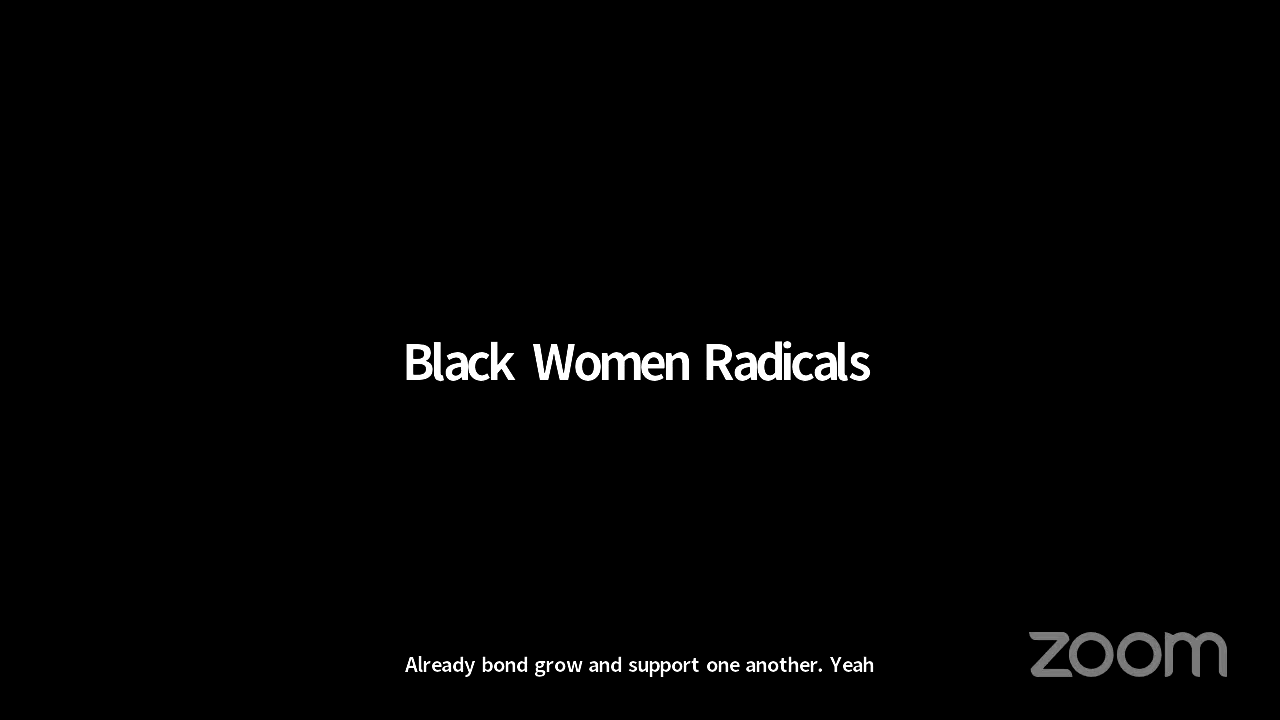 Black Women Radicals
Already bond grow and support one another. Yeah
zoom